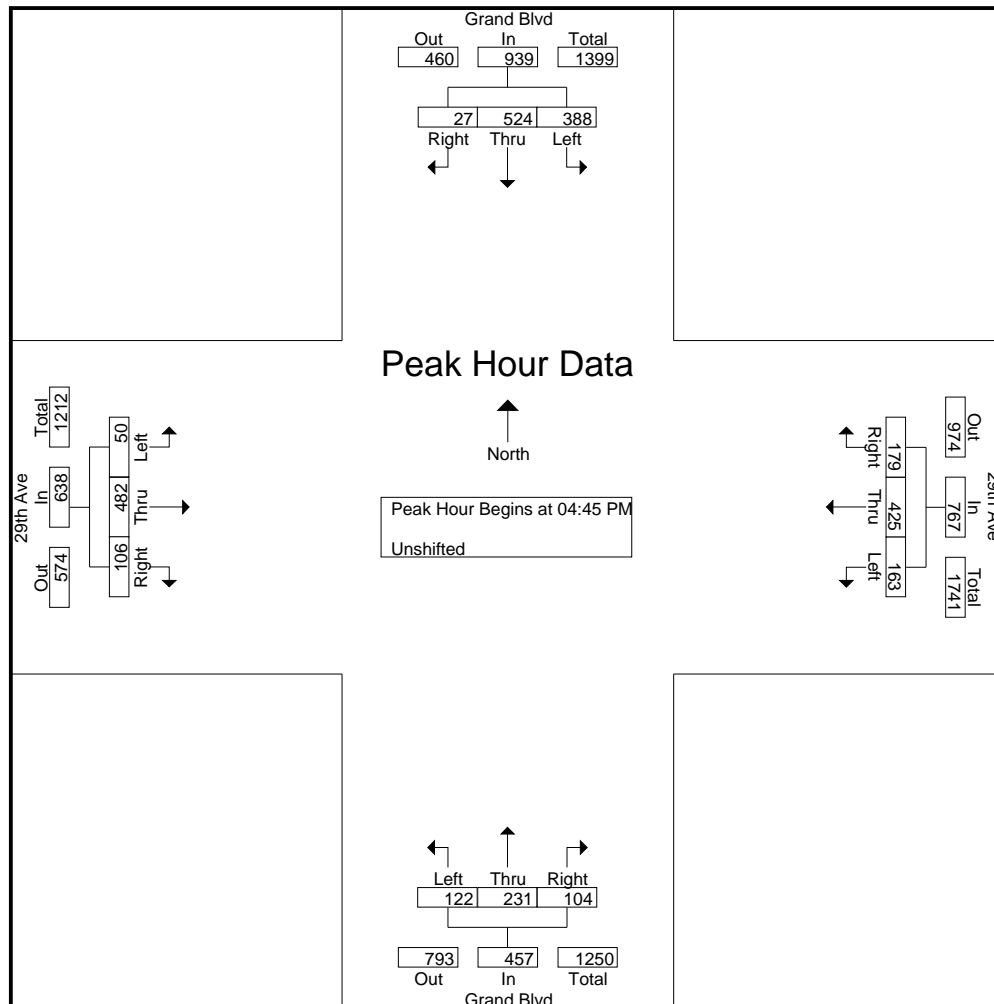 Grand Blvd
Out In Total
460 939 1399
27 524 388
Right Thru Left
Peak Hour Data
North
Peak Hour Begins at 04:45 PM
Unshifted
29th Ave
Total In Out
1212 638 574
50 482 106
Left Thru Right
Right Thru Left
179 425 163
974 767 1741
Out In Total
29th Ave
Left Thru Right
122 231 104
793 457 1250
Out In Total
Grand Blvd